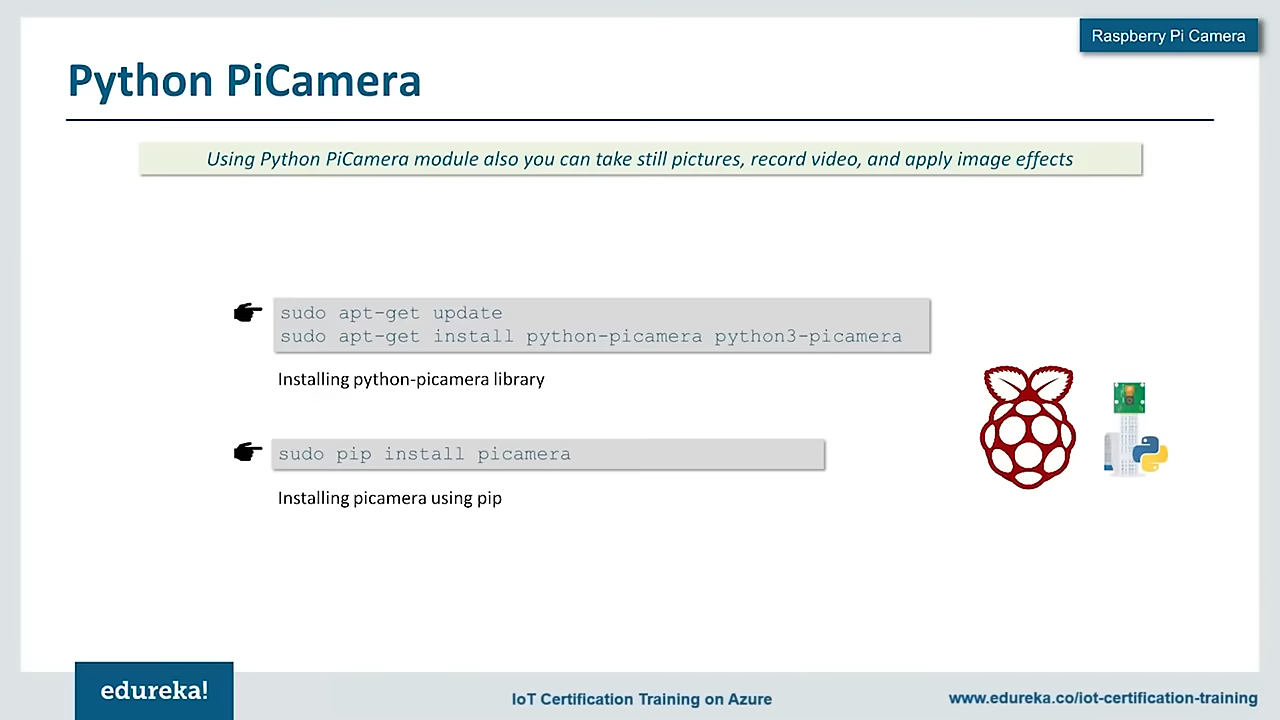 Raspberry Pi Camera
Python PiCamera
Using Python PiCamera module also you can take still pictures, record video, and apply image effects
sudo apt-get update
sudo apt-get install python-picamera python3-picamera
Installing python-picamera library
sudo pip install picamera
Installing picamera using pip
edureka!
IoT Certification Training on Azure
www.edureka.co/iot-certification-training